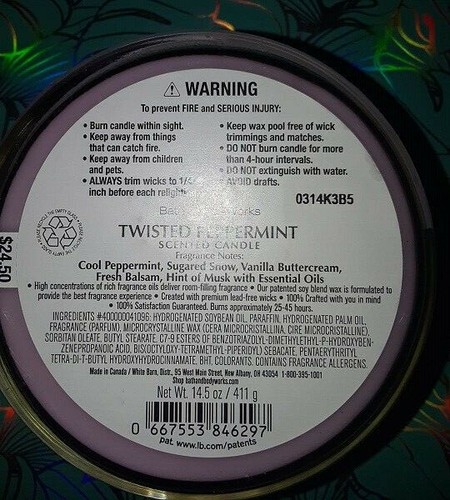 WARNING
To prevent FIRE and SERIOUS INJURY:
• Burn candle within sight.
• Keep away from things
that can catch fire.
• Keep away from children
and pets.
• ALWAYS trim wicks to
inch before each
• Keep wax pool free of wick
trimmings and matches.
• DO NOT burn candle for more
than 4-hour intervals.
• DO NOT extinguish with water.
AVOID drafts.
0314K3B5
RECYCLE THE EMPTY GLASS
PLEASE RECYCLE
$24.50
TWISTED PEPPERMINT
SCENTED CANDLE
Fragrance Notes:
Cool Peppermint, Sugared Snow, Vanilla Buttercream,
Fresh Balsam, Hint of Musk with Essential Oils
• High concentrations of rich fragrance oils deliver room-filling fragrance • Our patented soy blend wax is formulated to
provide the best fragrance experience • Created with premium lead-free wicks • 100% Crafted with you in mind
• 100% Satisfaction Guaranteed. Burns approximately 25-45 hours.
INGREDIENTS #400000041096: HYDROGENATED SOYBEAN OIL, PARAFFIN, HYDROGENATED PALM OIL,
FRAGRANCE (PARFUM), MICROCRYSTALLINE WAX (CERA MICROCRISTALLINA, CIRE MICROCRISTALLINE),
SORBITAN OLEATE, BUTYL STEARATE, C7-9 ESTERS OF BENZOTRIAZOLYL-DIMETHYLETHYL-P-HYDROXYBEN-
ZENEPROPANOIC ACID, BIS(OCTYLOXY-TETRAMETHYL-PIPERIDYL) SEBACATE, PENTAERYTHRITYL
TETRA-DI-T-BUTYL HYDROXYHYDROCINNAMATE, BHT, COLORANTS. CONTAINS FRAGRANCE ALLERGENS.
Made in Canada / White Barn, Distr., 95 West Main Street, New Albany, OH 43054 1-800-395-1001
Shop bathandbodyworks.com
Net Wt. 14.5 oz / 411 g
0 667553 846297
pat. www.lb.com/patents